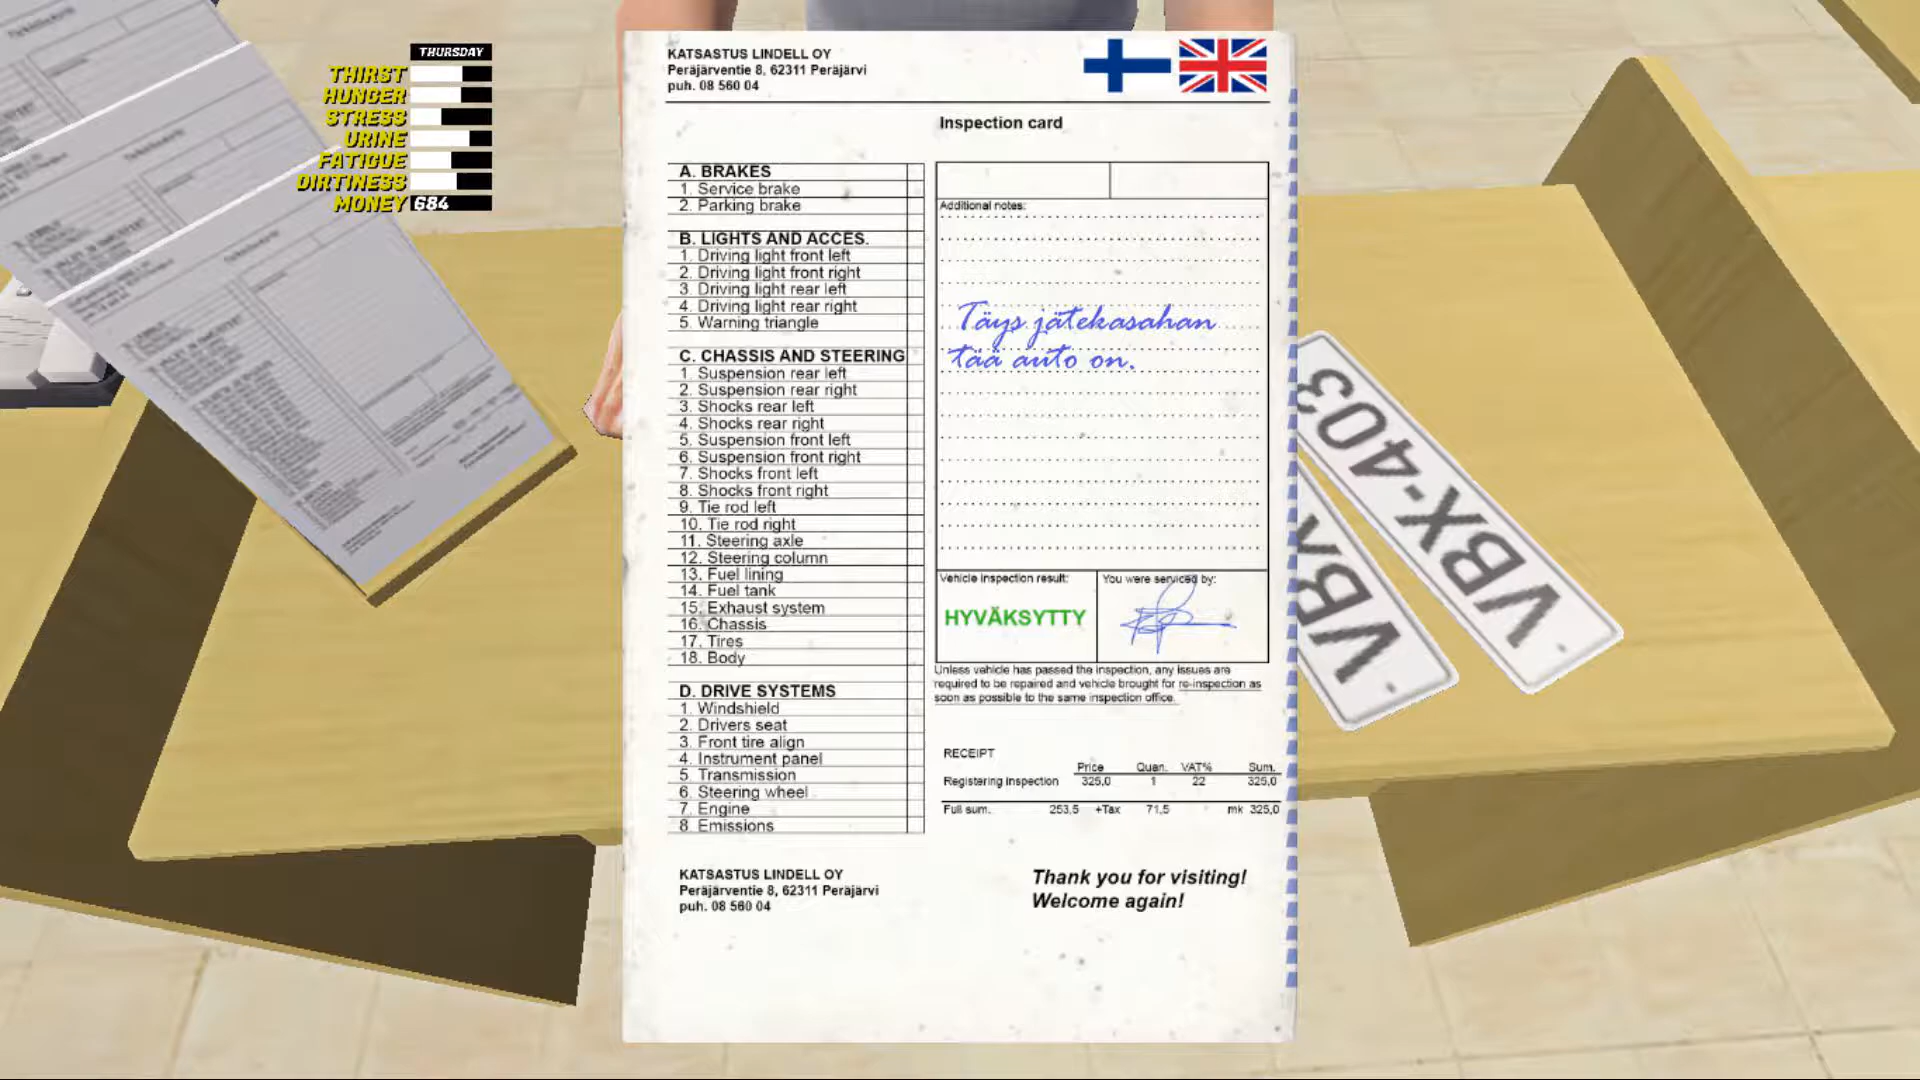 THURSDAY
THIRST
HUNGER
STRESS
URINE
FATIGUE
DIRTINESS
MONEY 684
KATSASTUS LINDELL OY
Peräjärventie 8, 62311 Peräjärvi
puh. 08 560 04
Inspection card
A. BRAKES
1. Service brake
2. Parking brake
B. LIGHTS AND ACCES.
1. Driving light front left
2. Driving light front right
3. Driving light rear left
4. Driving light rear right
5. Warning triangle
C. CHASSIS AND STEERING
1. Suspension rear left
2. Suspension rear right
3. Shocks rear left
4. Shocks rear right
5. Suspension front left
6. Suspension front right
7. Shocks front left
8. Shocks front right
9. Tie rod left
10. Tie rod right
11. Steering axle
12. Steering column
13. Fuel lining
14. Fuel tank
15. Exhaust system
16. Chassis
17. Tires
18. Body
D. DRIVE SYSTEMS
1. Windshield
2. Drivers seat
3. Front tire align
4. Instrument panel
5. Transmission
6. Steering wheel
7. Engine
8. Emissions
Additional notes:
Täys jätekasahan
tää auto on.
Vehicle inspection result:
HYVÄKSYTTY
You were serviced by:
Unless vehicle has passed the inspection, any issues are
required to be repaired and vehicle brought for re-inspection as
soon as possible to the same inspection office.
RECEIPT
Price Quan. VAT% Sum.
Registering inspection 325,0 1 22 325,0
Full sum. 253,5 +Tax 71,5 mk 325,0
KATSASTUS LINDELL OY
Peräjärventie 8, 62311 Peräjärvi
puh. 08 560 04
Thank you for visiting!
Welcome again!
VBX-403
VBX